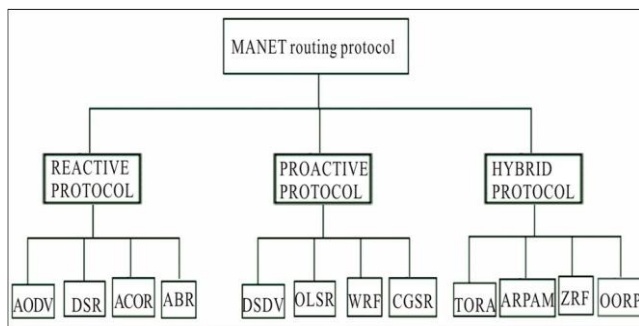 MANET routing protocol
REACTIVE
PROTOCOL
PROACTIVE
PROTOCOL
HYBRID
PROTOCOL
AODV
DSR
ACOR
ABR
DSDV
OLSR
WRF
CGSR
TORA
ARPAM
ZRF
OORP